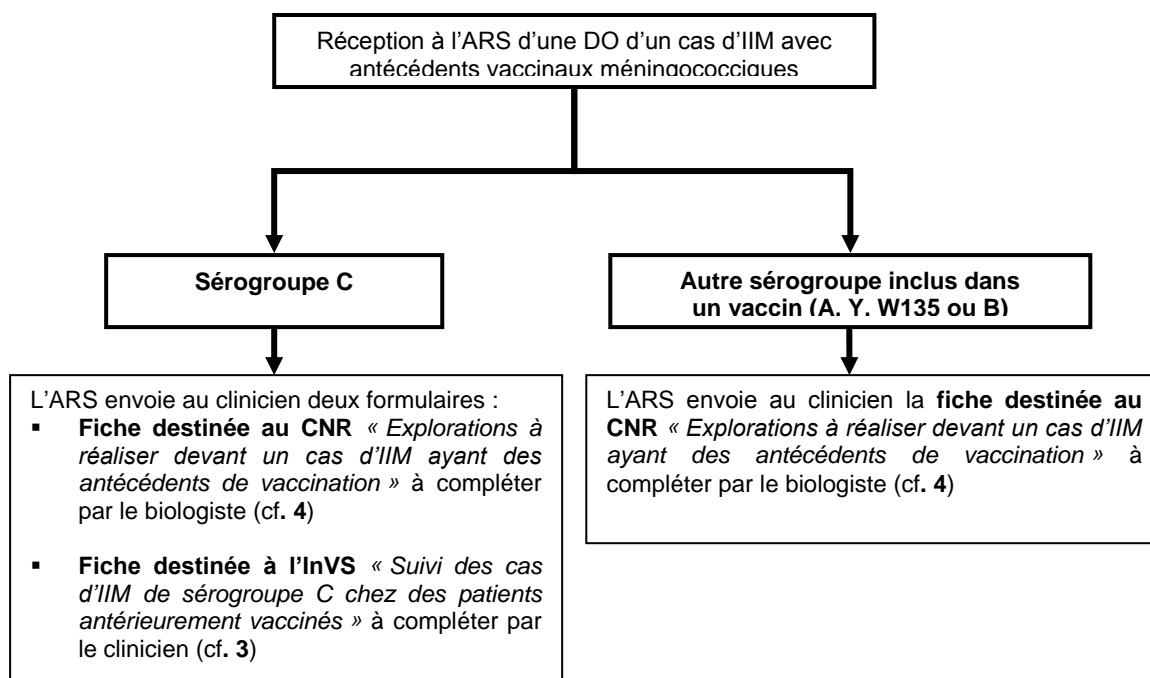 Réception à l'ARS d'une DO d'un cas d'IIM avec
antécédents vaccinaux méningococciques
Sérogroupe C
Autre sérogroupe inclus dans
un vaccin (A, Y, W135 ou B)
L'ARS envoie au clinicien deux formulaires :
▪ Fiche destinée au CNR « Explorations à
réaliser devant un cas d'IIM ayant des
antécédents de vaccination » à compléter
par le biologiste (cf. 4)
▪ Fiche destinée à l'InVS « Suivi des cas
d'IIM de sérogroupe C chez des patients
antérieurement vaccinés » à compléter par
le clinicien (cf. 3)
L'ARS envoie au clinicien la fiche destinée au
CNR « Explorations à réaliser devant un cas d'IIM
ayant des antécédents de vaccination » à
compléter par le biologiste (cf. 4)